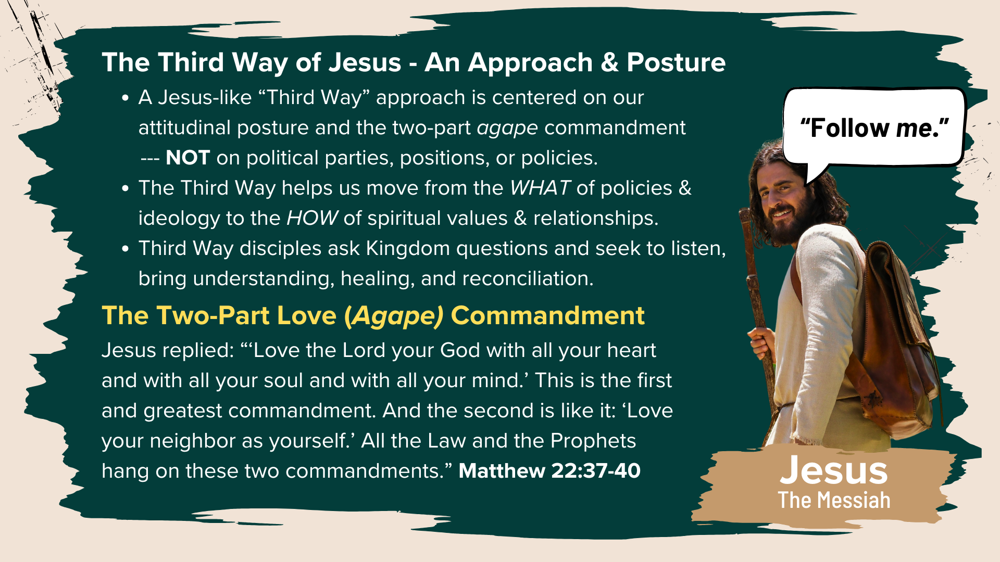 The Third Way of Jesus - An Approach & Posture
• A Jesus-like “Third Way” approach is centered on our
attitudinal posture and the two-part agape commandment
--- NOT on political parties, positions, or policies.
• The Third Way helps us move from the WHAT of policies &
ideology to the HOW of spiritual values & relationships.
• Third Way disciples ask Kingdom questions and seek to listen,
bring understanding, healing, and reconciliation.
The Two-Part Love (Agape) Commandment
Jesus replied: “‘Love the Lord your God with all your heart
and with all your soul and with all your mind.’ This is the first
and greatest commandment. And the second is like it: ‘Love
your neighbor as yourself.’ All the Law and the Prophets
hang on these two commandments.” Matthew 22:37-40
“Follow me.”
Jesus
The Messiah